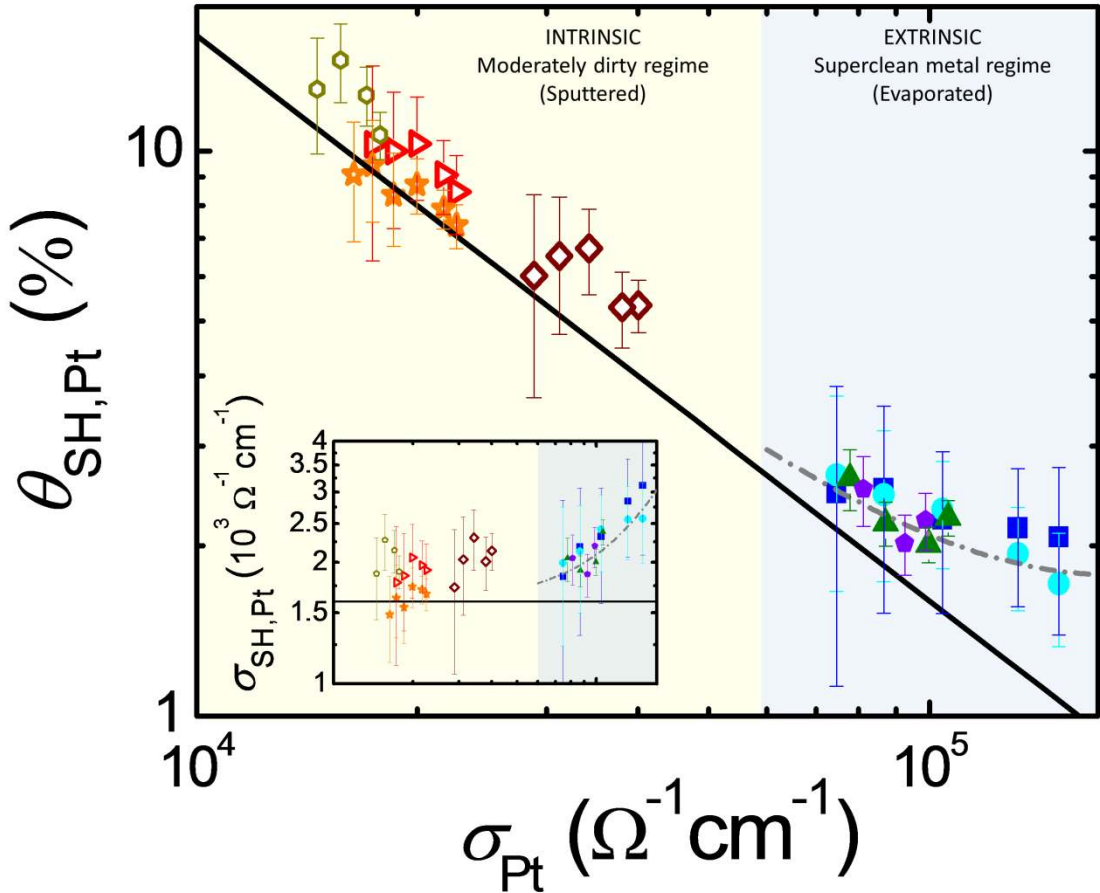 INTRINSIC
Moderately dirty regime
(Sputtered)
EXTRINSIC
Superclean metal regime
(Evaporated)
10
1
θSH,Pt (%)
4
3.5
3
2.5
2
1.5
1
σSH,Pt (10³ Ω⁻¹ cm⁻¹)
10⁴
10⁵
σPt (Ω⁻¹cm⁻¹)